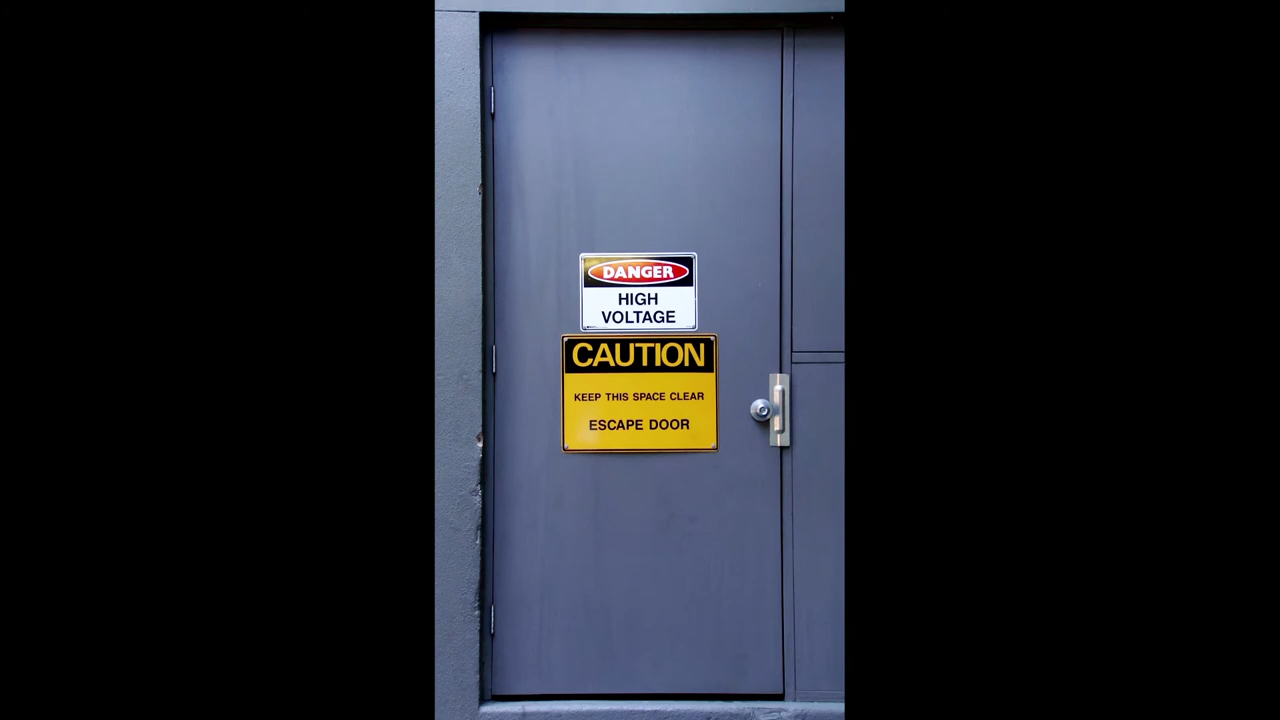 DANGER
HIGH
VOLTAGE
CAUTION
KEEP THIS SPACE CLEAR
ESCAPE DOOR